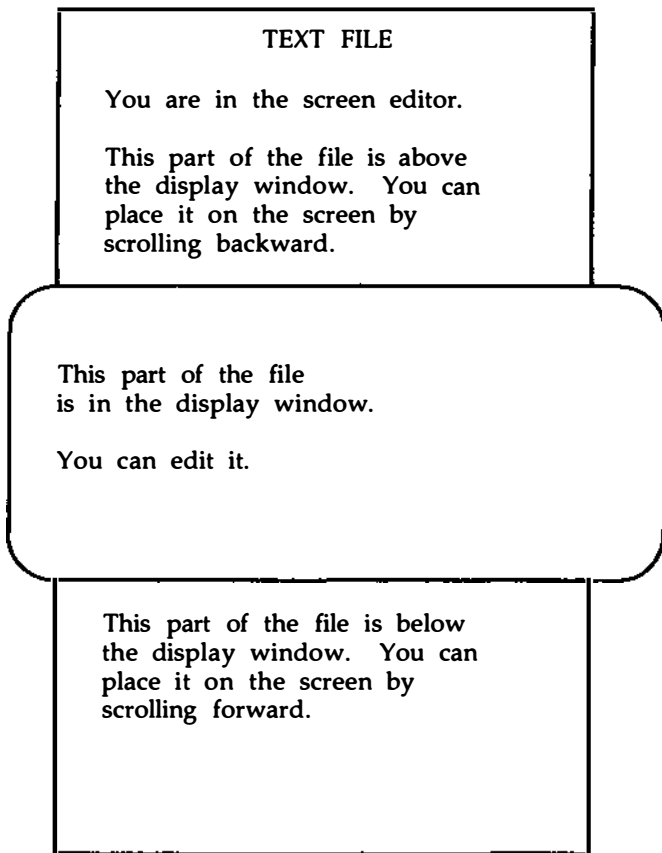 TEXT FILE
You are in the screen editor.
This part of the file is above
the display window. You can
place it on the screen by
scrolling backward.
This part of the file
is in the display window.
You can edit it.
This part of the file is below
the display window. You can
place it on the screen by
scrolling forward.